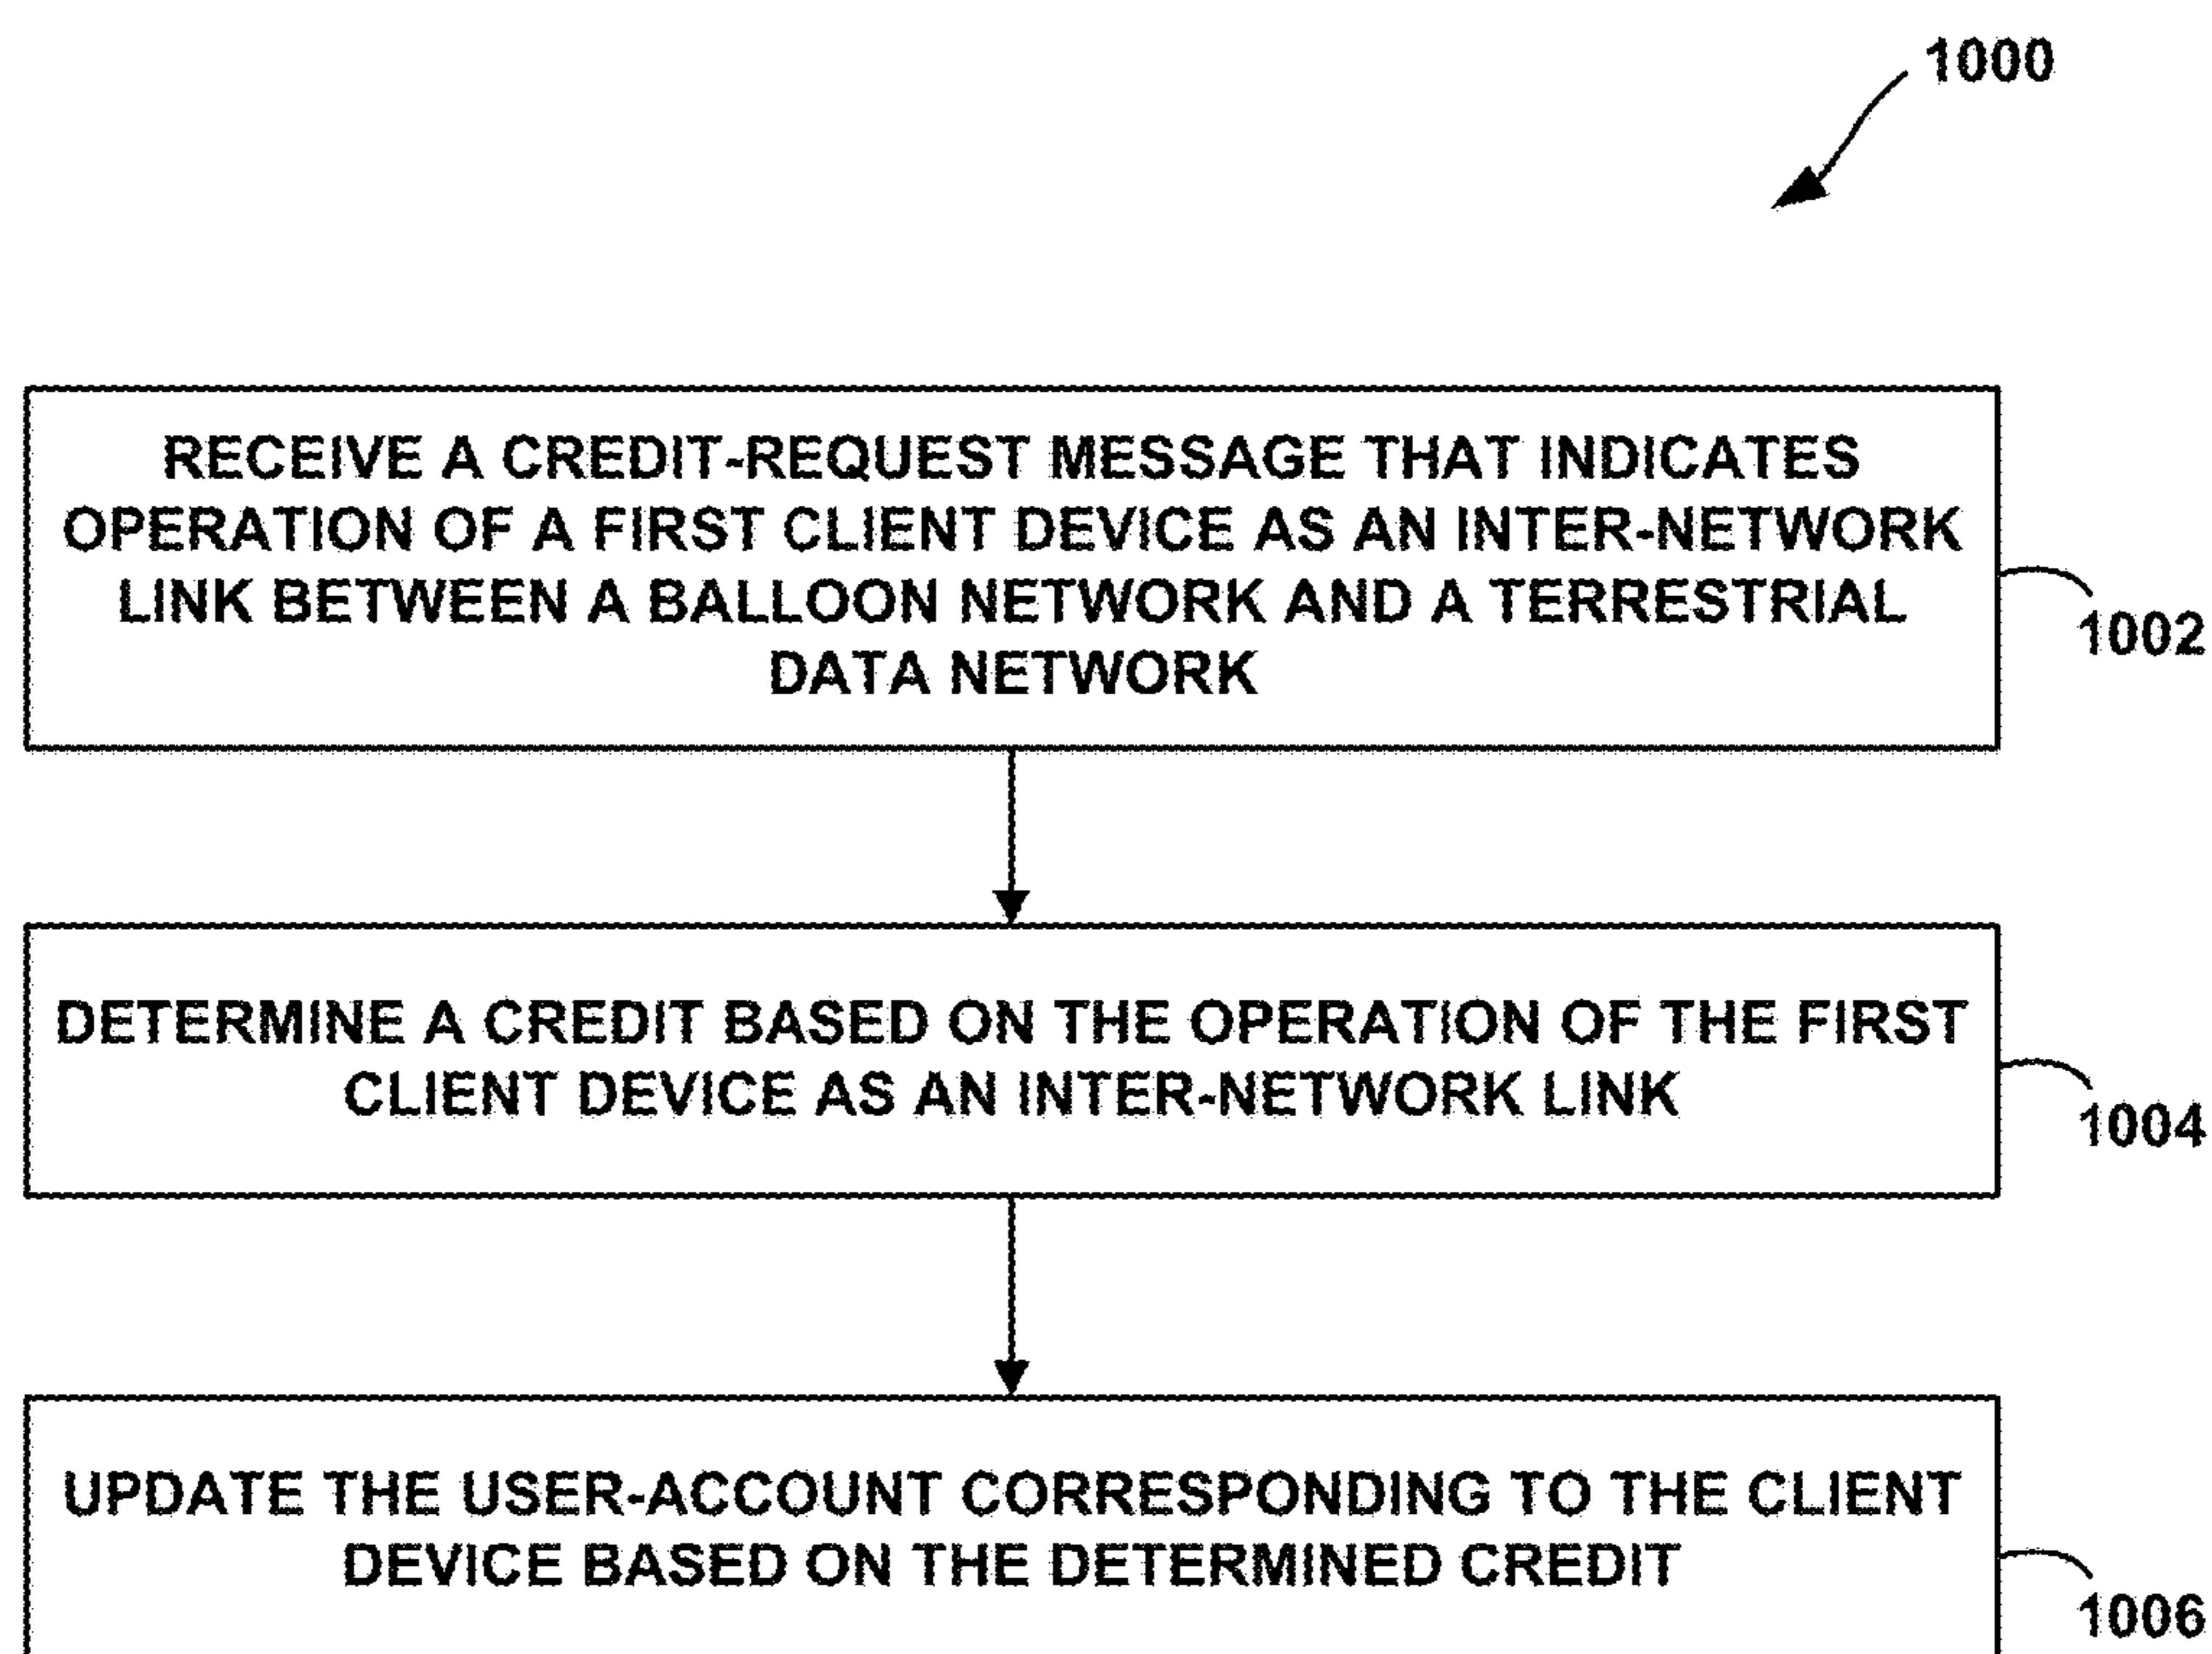 1000
RECEIVE A CREDIT-REQUEST MESSAGE THAT INDICATES
OPERATION OF A FIRST CLIENT DEVICE AS AN INTER-NETWORK
LINK BETWEEN A BALLOON NETWORK AND A TERRESTRIAL
DATA NETWORK
1002
DETERMINE A CREDIT BASED ON THE OPERATION OF THE FIRST
CLIENT DEVICE AS AN INTER-NETWORK LINK
1004
UPDATE THE USER-ACCOUNT CORRESPONDING TO THE CLIENT
DEVICE BASED ON THE DETERMINED CREDIT
1006